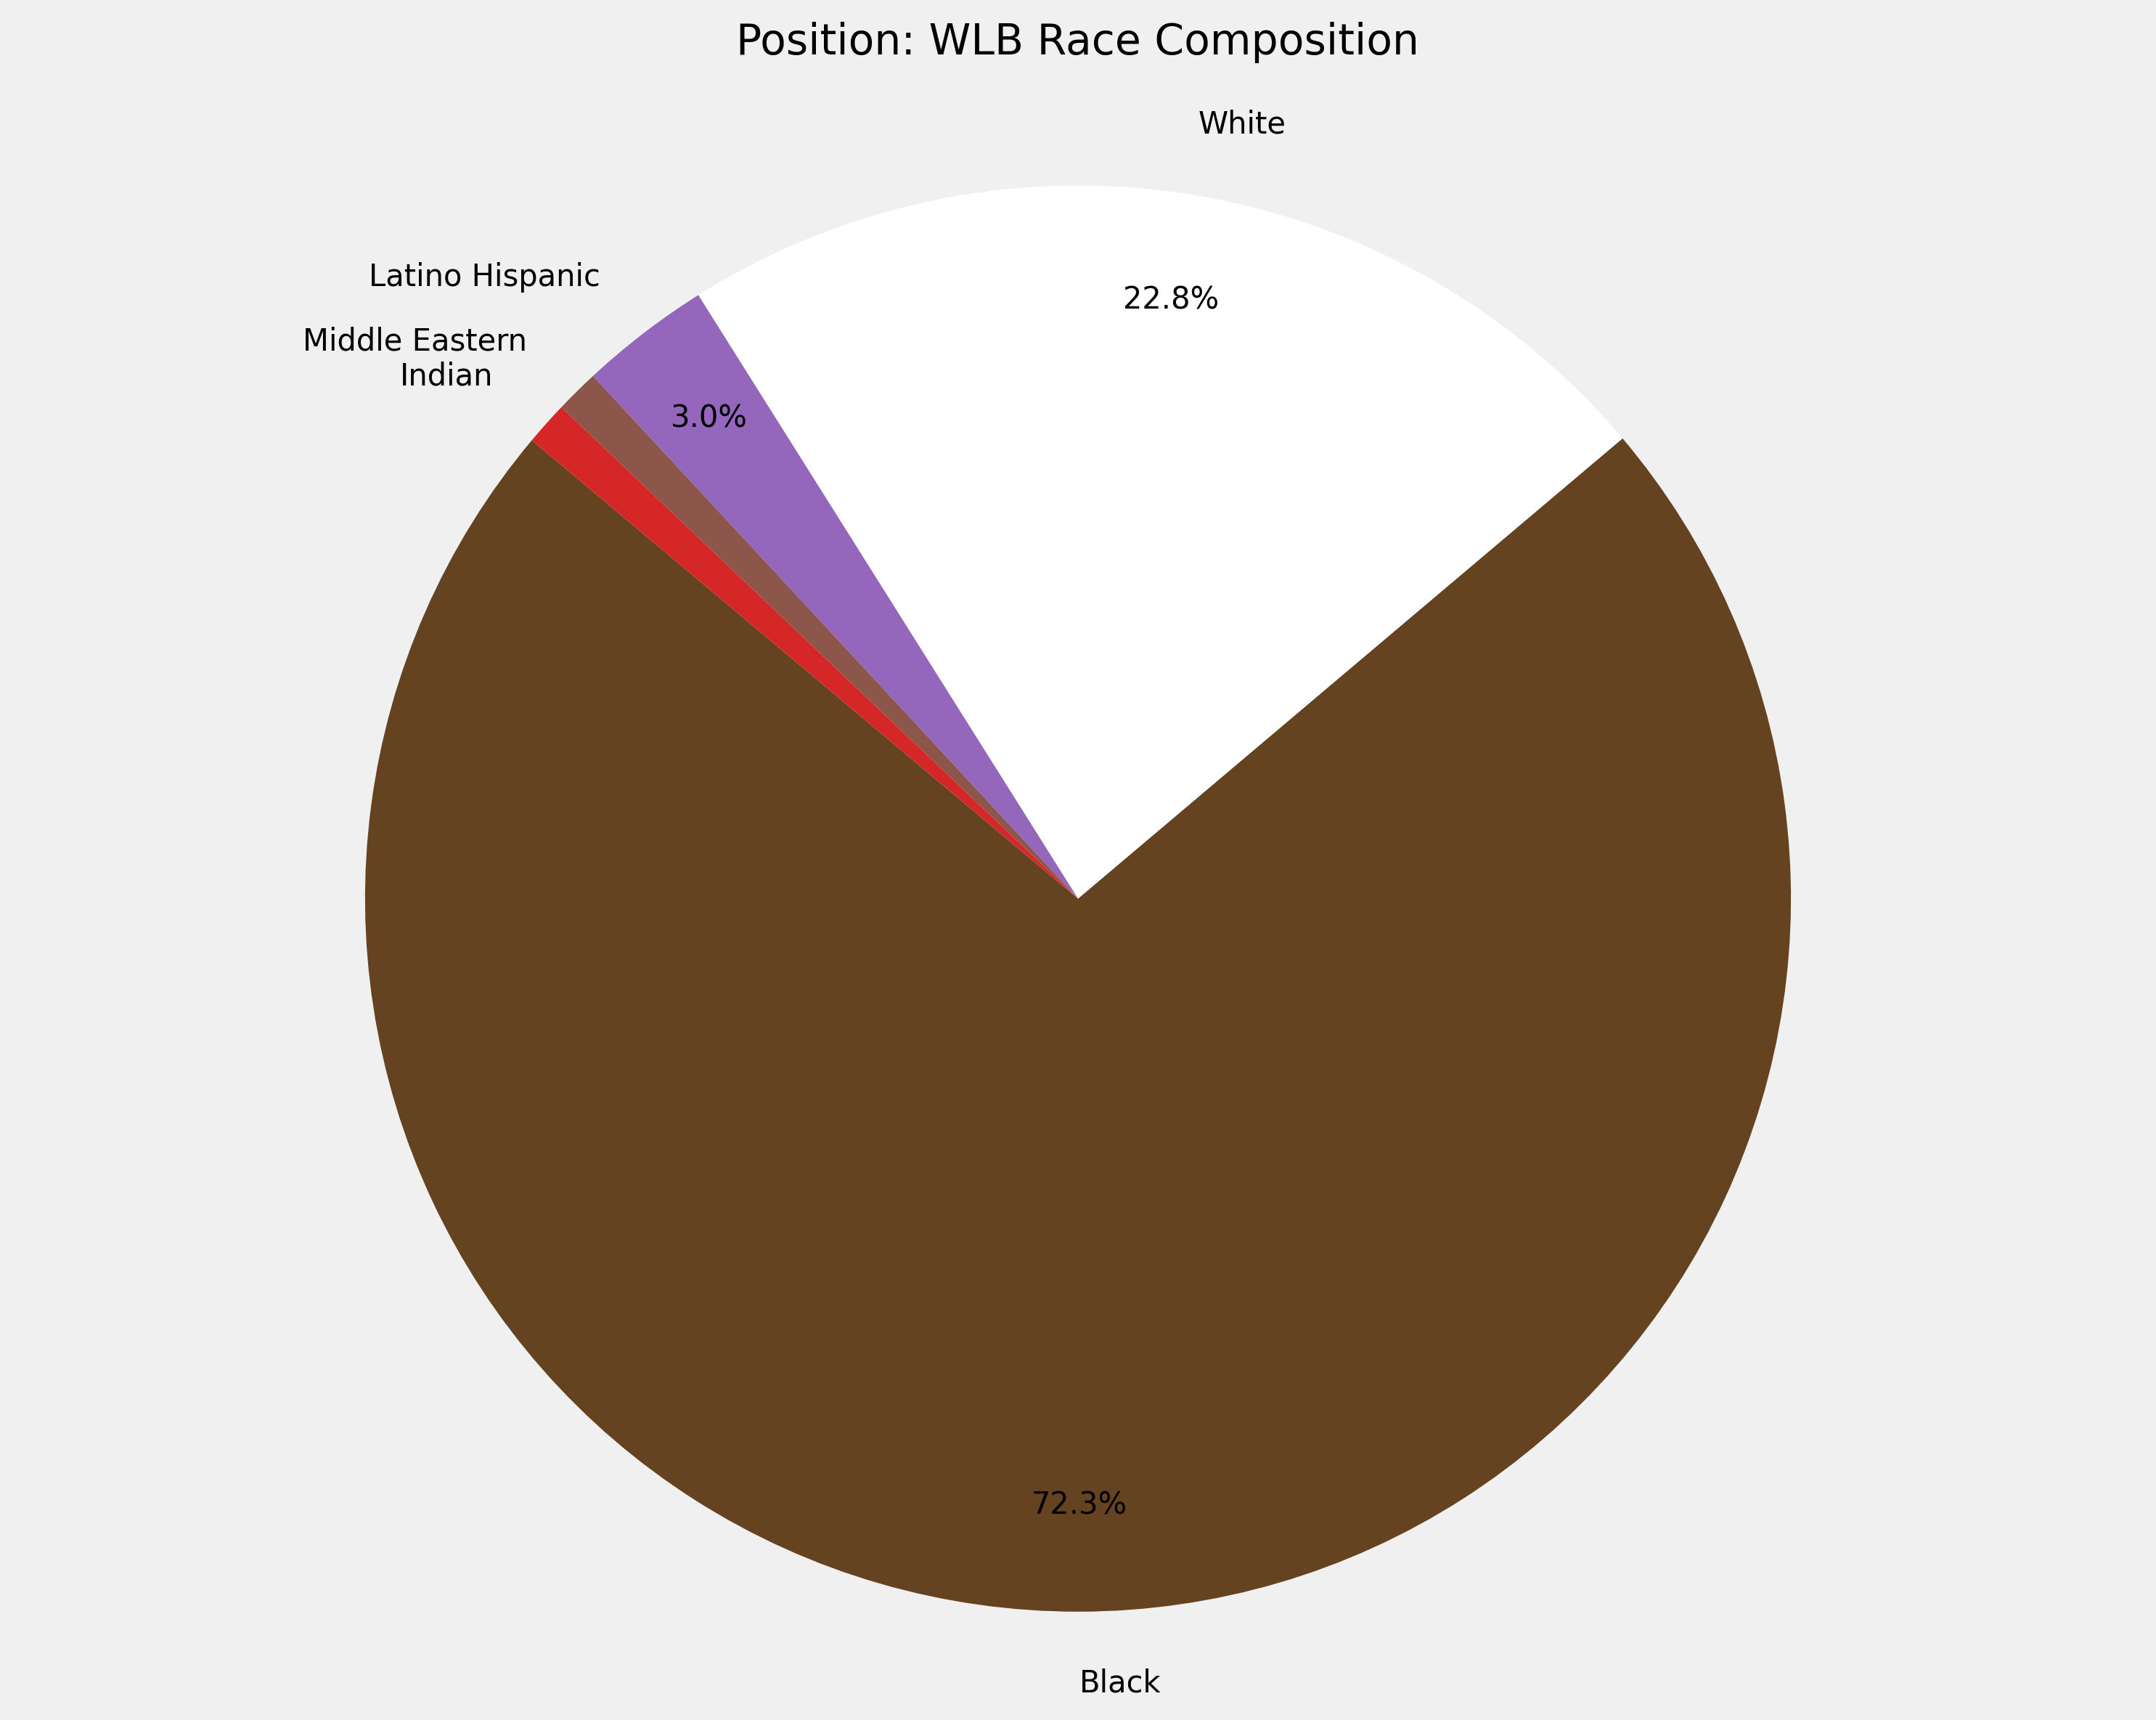 Position: WLB Race Composition
White
22.8%
Latino Hispanic
3.0%
Middle Eastern
Indian
72.3%
Black